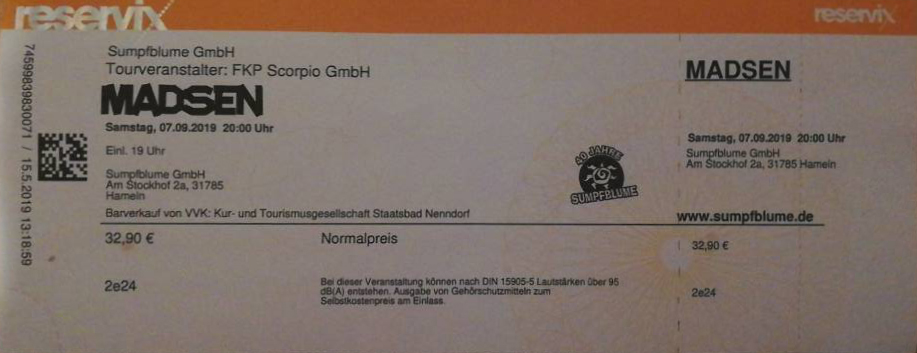 reservix
reservix
74599839830071 / 15.5.2019 13:18:59
Sumpfblume GmbH
Tourveranstalter: FKP Scorpio GmbH
MADSEN
Samstag, 07.09.2019 20:00 Uhr
Einl. 19 Uhr
Sumpfblume GmbH
Am Stockhof 2a, 31785
Hameln
Barverkauf von VVK: Kur- und Tourismusgesellschaft Staatsbad Nenndorf
40 JAHRE
SUMPFBLUME
32,90 € Normalpreis
2e24
Bei dieser Veranstaltung können nach DIN 15905-5 Lautstärken über 95
dB(A) entstehen. Ausgabe von Gehörschutzmitteln zum
Selbstkostenpreis am Einlass.
MADSEN
Samstag, 07.09.2019 20:00 Uhr
Sumpfblume GmbH
Am Stockhof 2a, 31785 Hameln
www.sumpfblume.de
32,90 €
2e24